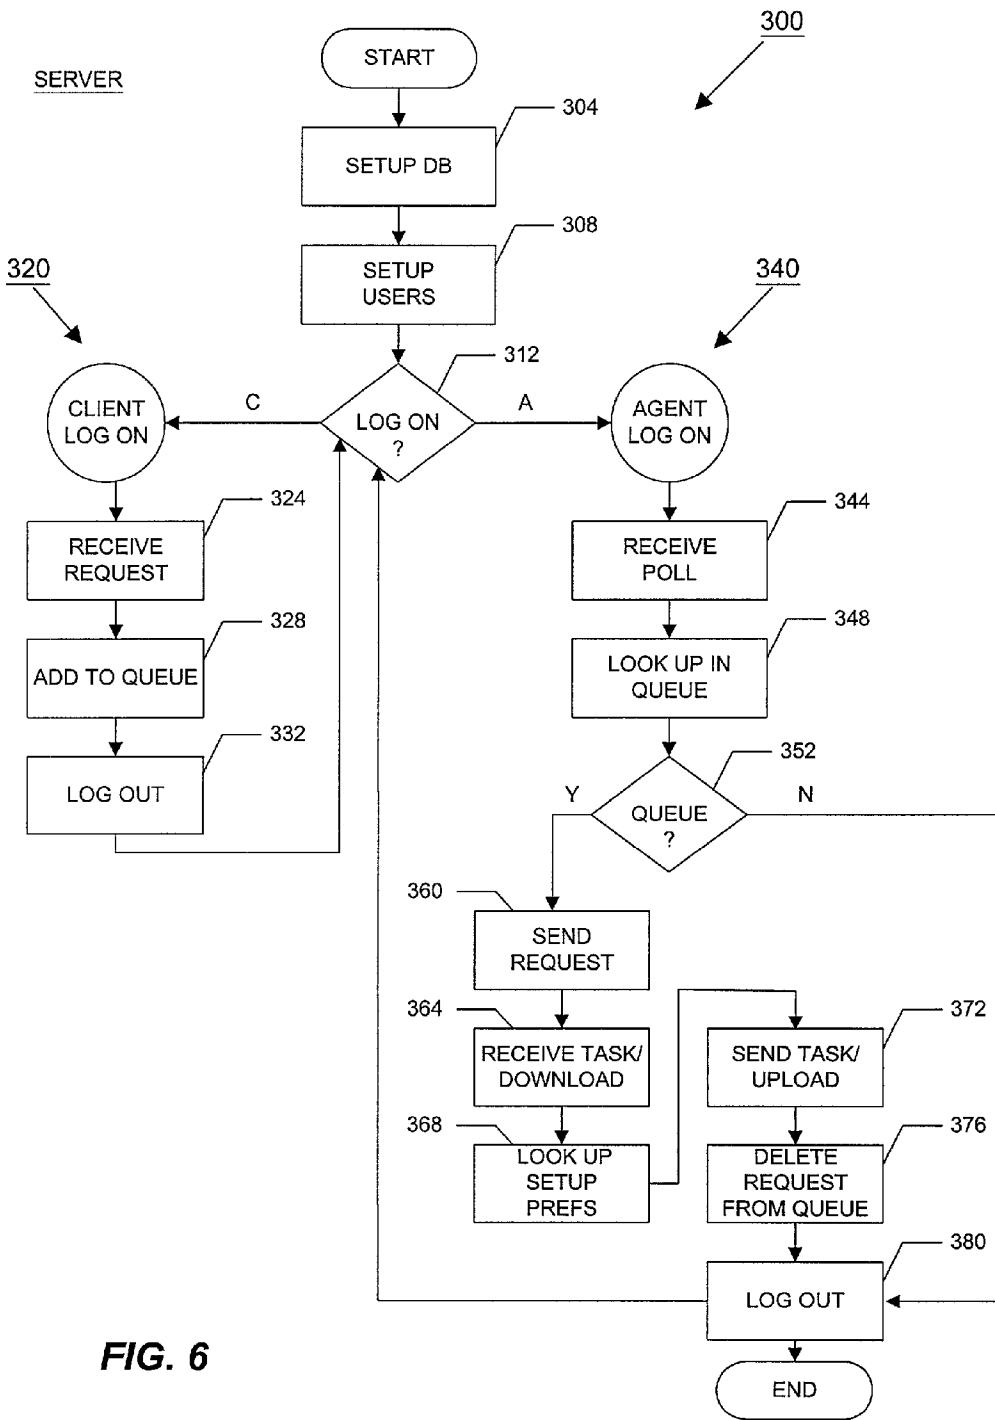 300
START
SERVER
304
SETUP DB
308
SETUP
USERS
320
340
312
C
A
CLIENT
LOG ON
LOG ON
?
AGENT
LOG ON
324
RECEIVE
REQUEST
344
RECEIVE
POLL
328
ADD TO QUEUE
348
LOOK UP IN
QUEUE
332
LOG OUT
352
Y
N
QUEUE
?
360
SEND
REQUEST
364
RECEIVE TASK/
DOWNLOAD
372
SEND TASK/
UPLOAD
368
LOOK UP
SETUP
PREFS
376
DELETE
REQUEST
FROM QUEUE
380
LOG OUT
FIG. 6
END